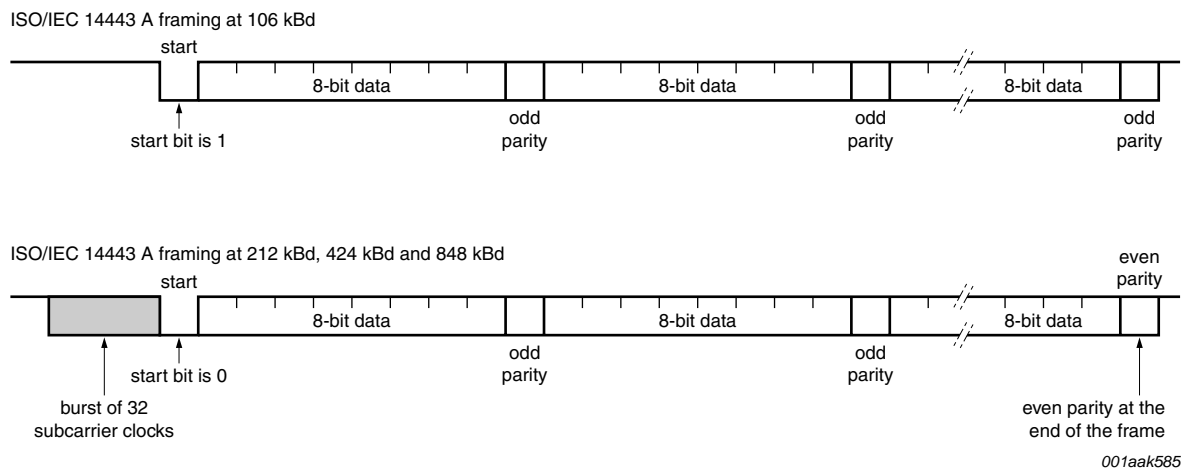 ISO/IEC 14443 A framing at 106 kBd
start
8-bit data
8-bit data
8-bit data
start bit is 1
odd
parity
odd
parity
odd
parity
ISO/IEC 14443 A framing at 212 kBd, 424 kBd and 848 kBd
even
parity
start
8-bit data
8-bit data
8-bit data
start bit is 0
odd
parity
odd
parity
burst of 32
subcarrier clocks
even parity at the
end of the frame
001aak585